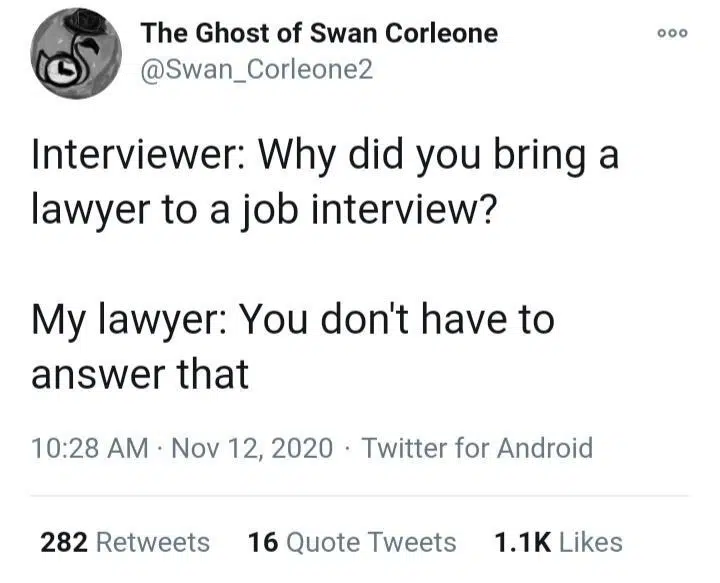 The Ghost of Swan Corleone
@Swan_Corleone2
Interviewer: Why did you bring a
lawyer to a job interview?
My lawyer: You don't have to
answer that
10:28 AM · Nov 12, 2020 · Twitter for Android
282 Retweets 16 Quote Tweets 1.1K Likes